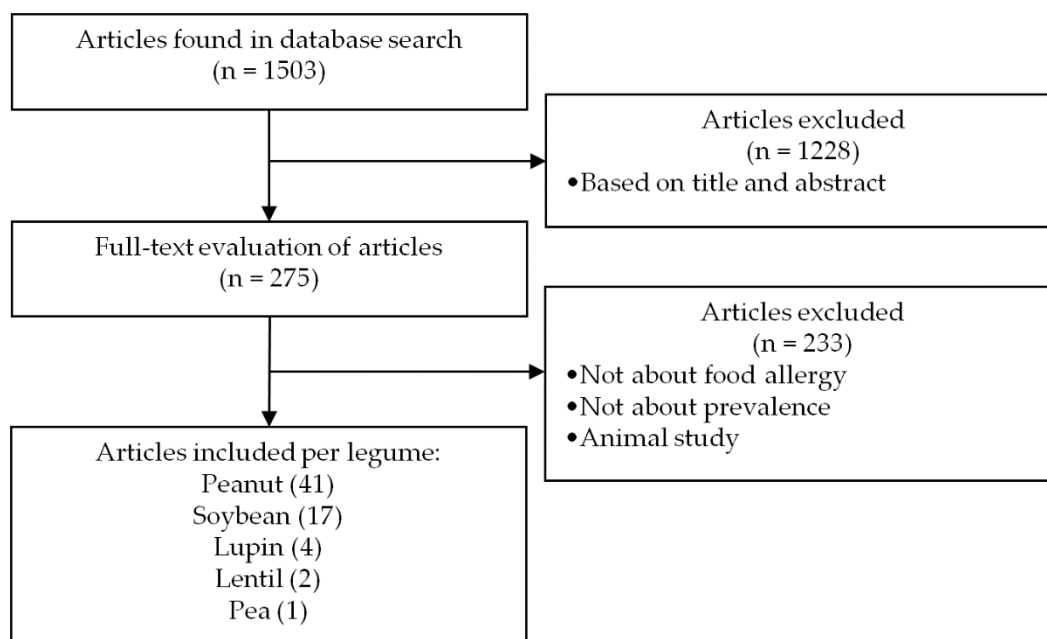 Articles found in database search
(n = 1503)
Articles excluded
(n = 1228)
•Based on title and abstract
Full-text evaluation of articles
(n = 275)
Articles excluded
(n = 233)
•Not about food allergy
•Not about prevalence
•Animal study
Articles included per legume:
Peanut (41)
Soybean (17)
Lupin (4)
Lentil (2)
Pea (1)